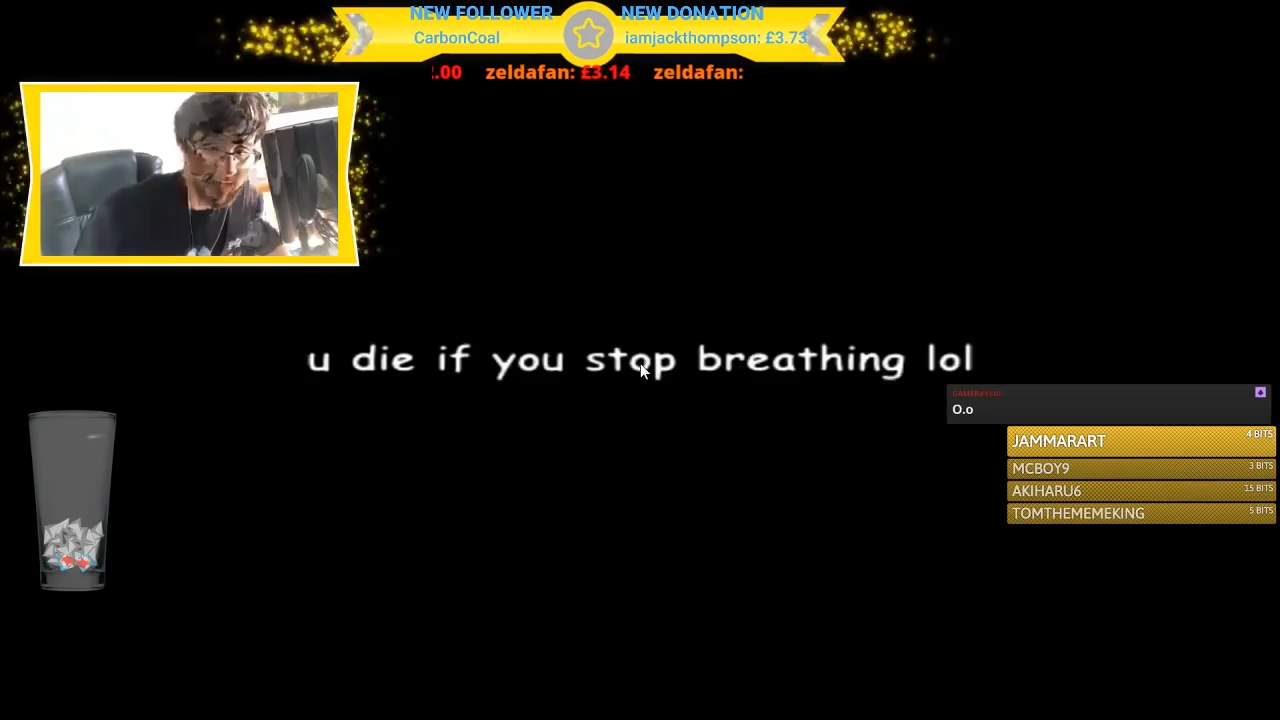 NEW FOLLOWER
CarbonCoal
NEW DONATION
iamjackthompson: £3.73
.00 zeldafan: £3.14 zeldafan:
u die if you stop breathing lol
O.o
JAMMARART 4 BITS
MCBOY9 3 BITS
AKIHARU6 15 BITS
TOMTHEMEMEKING 5 BITS